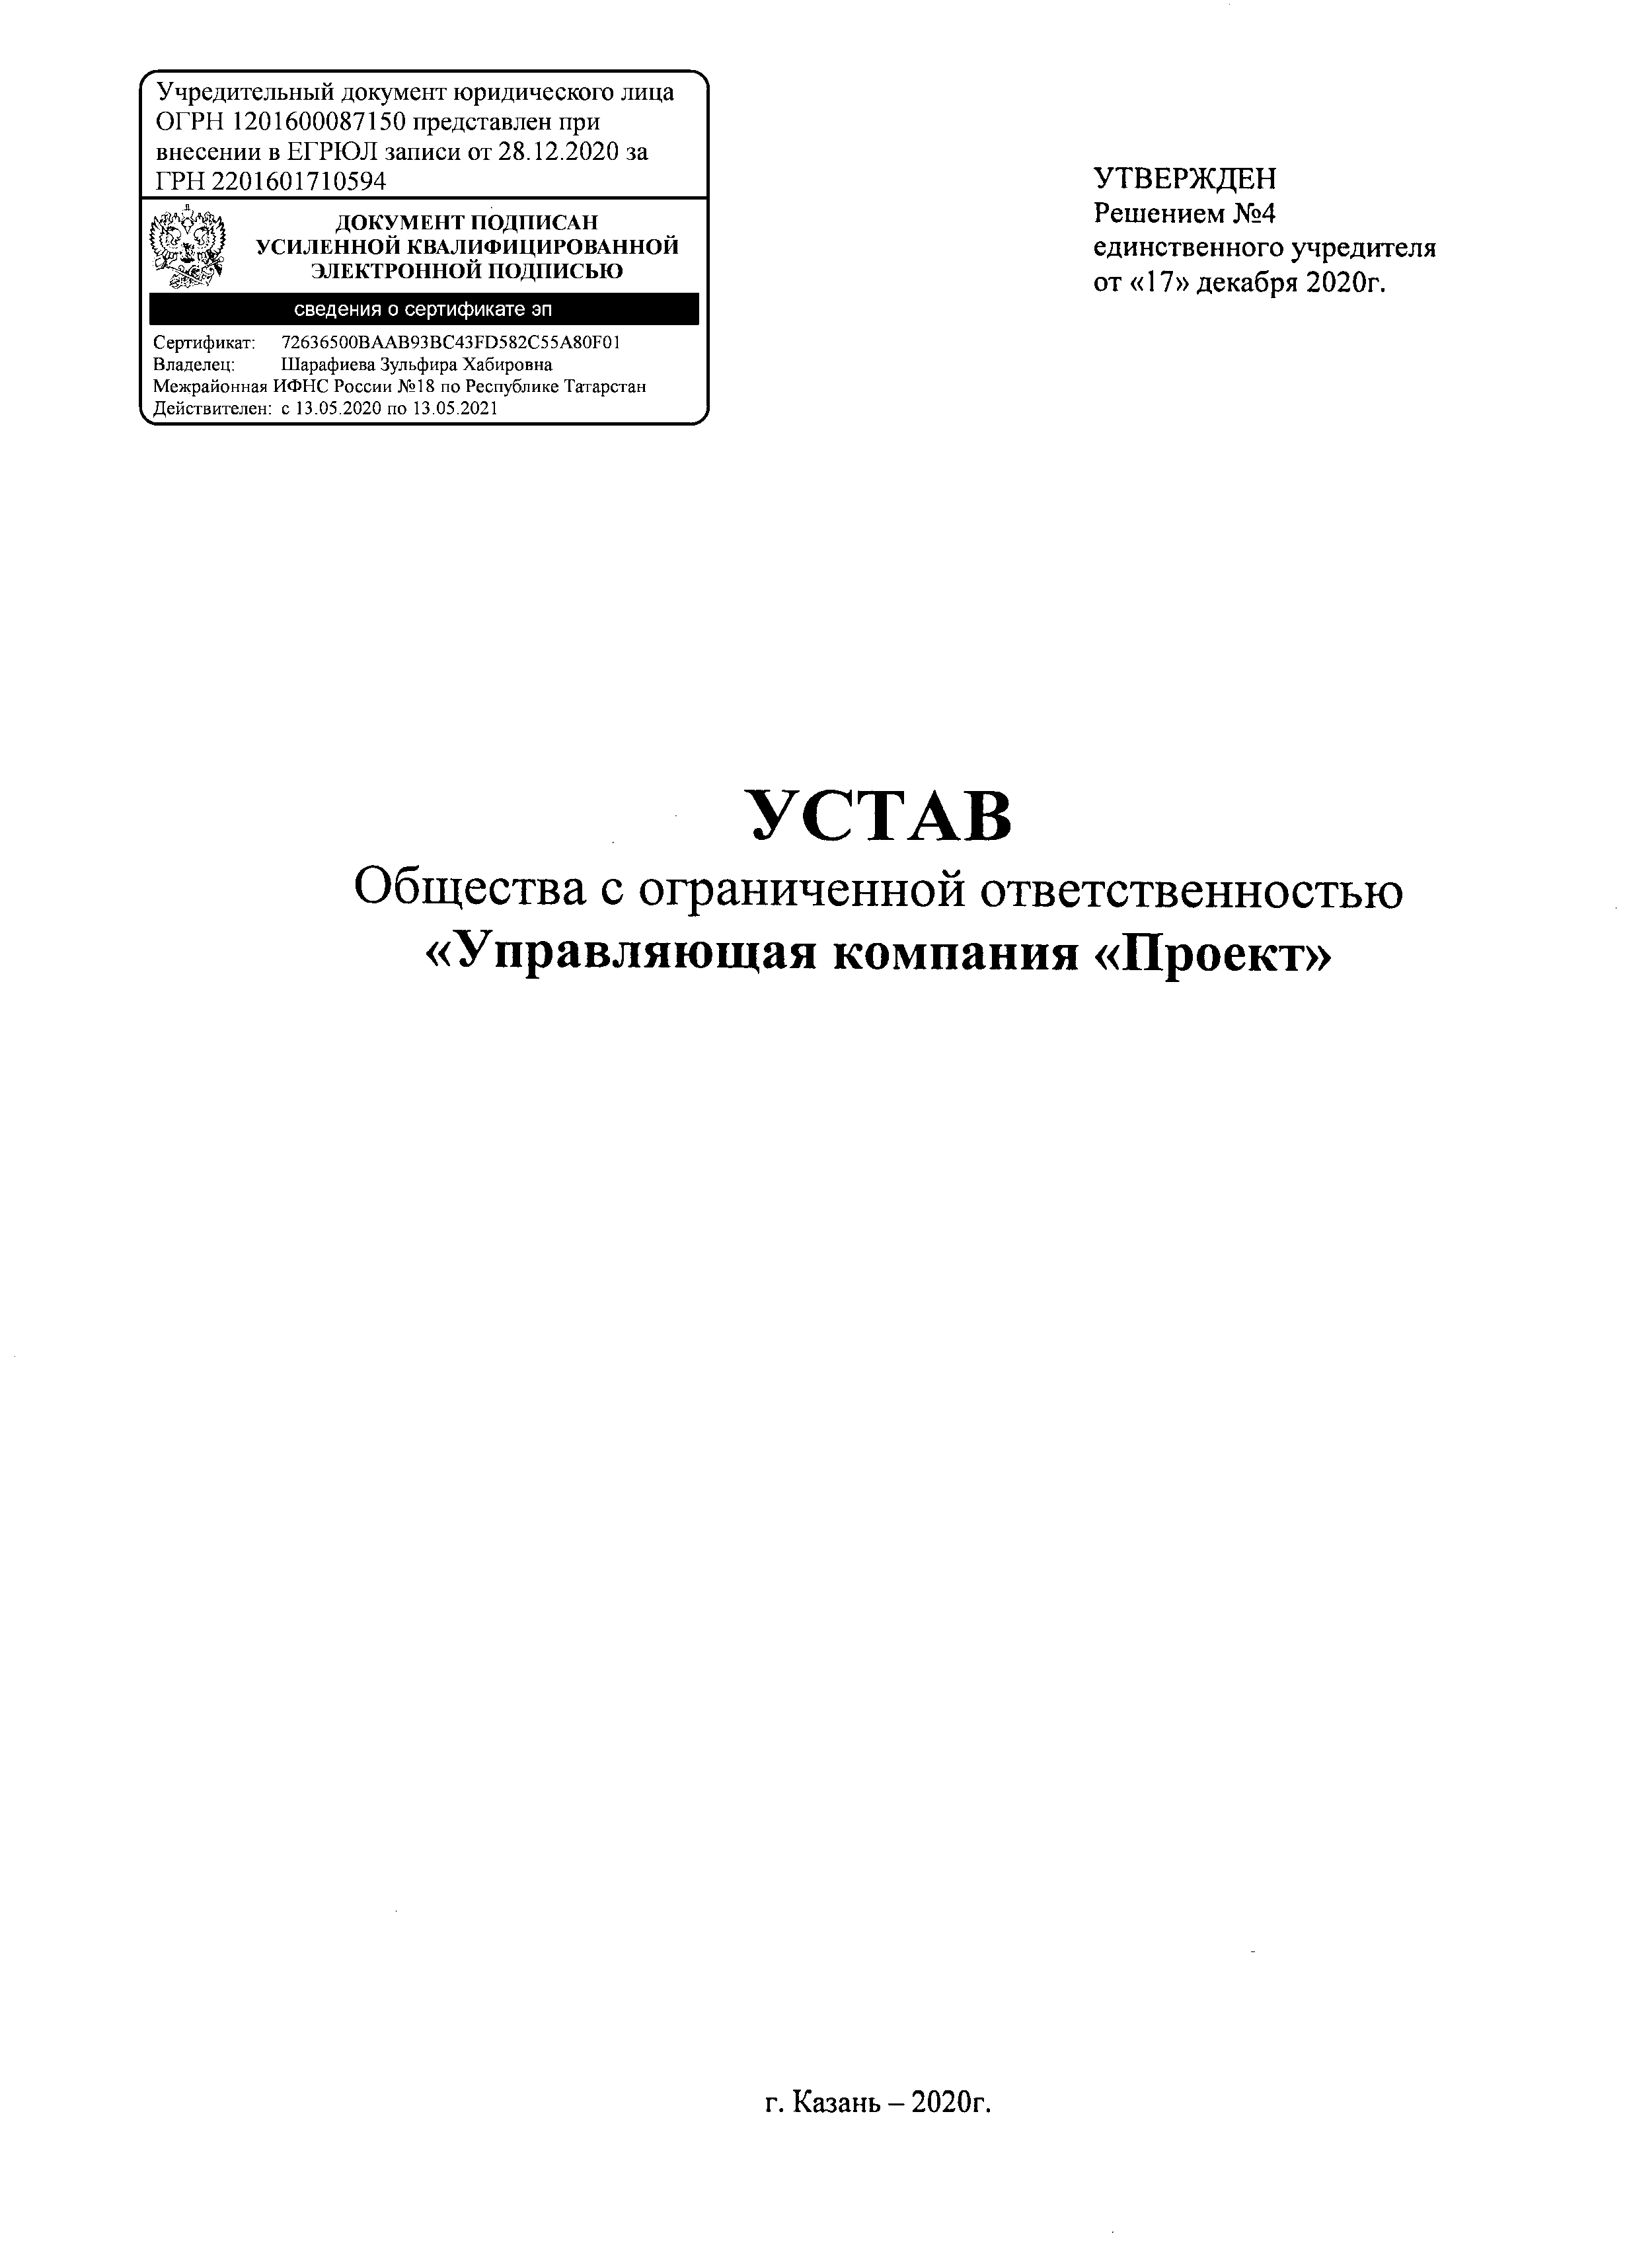 Учредительный документ юридического лица
ОГРН 1201600087150 представлен при
внесении в ЕГРЮЛ записи от 28.12.2020 за
ГРН 2201601710594
ДОКУМЕНТ ПОДПИСАН
УСИЛЕННОЙ КВАЛИФИЦИРОВАННОЙ
ЭЛЕКТРОННОЙ ПОДПИСЬЮ
сведения о сертификате эп
Сертификат: 72636500BAAB93BC43FD582C55A80F01
Владелец: Шарафиева Зульфира Хабировна
Межрайонная ИФНС России №18 по Республике Татарстан
Действителен: с 13.05.2020 по 13.05.2021
УТВЕРЖДЕН
Решением №4
единственного учредителя
от «17» декабря 2020г.
УСТАВ
Общества с ограниченной ответственностью
«Управляющая компания «Проект»
г. Казань – 2020г.